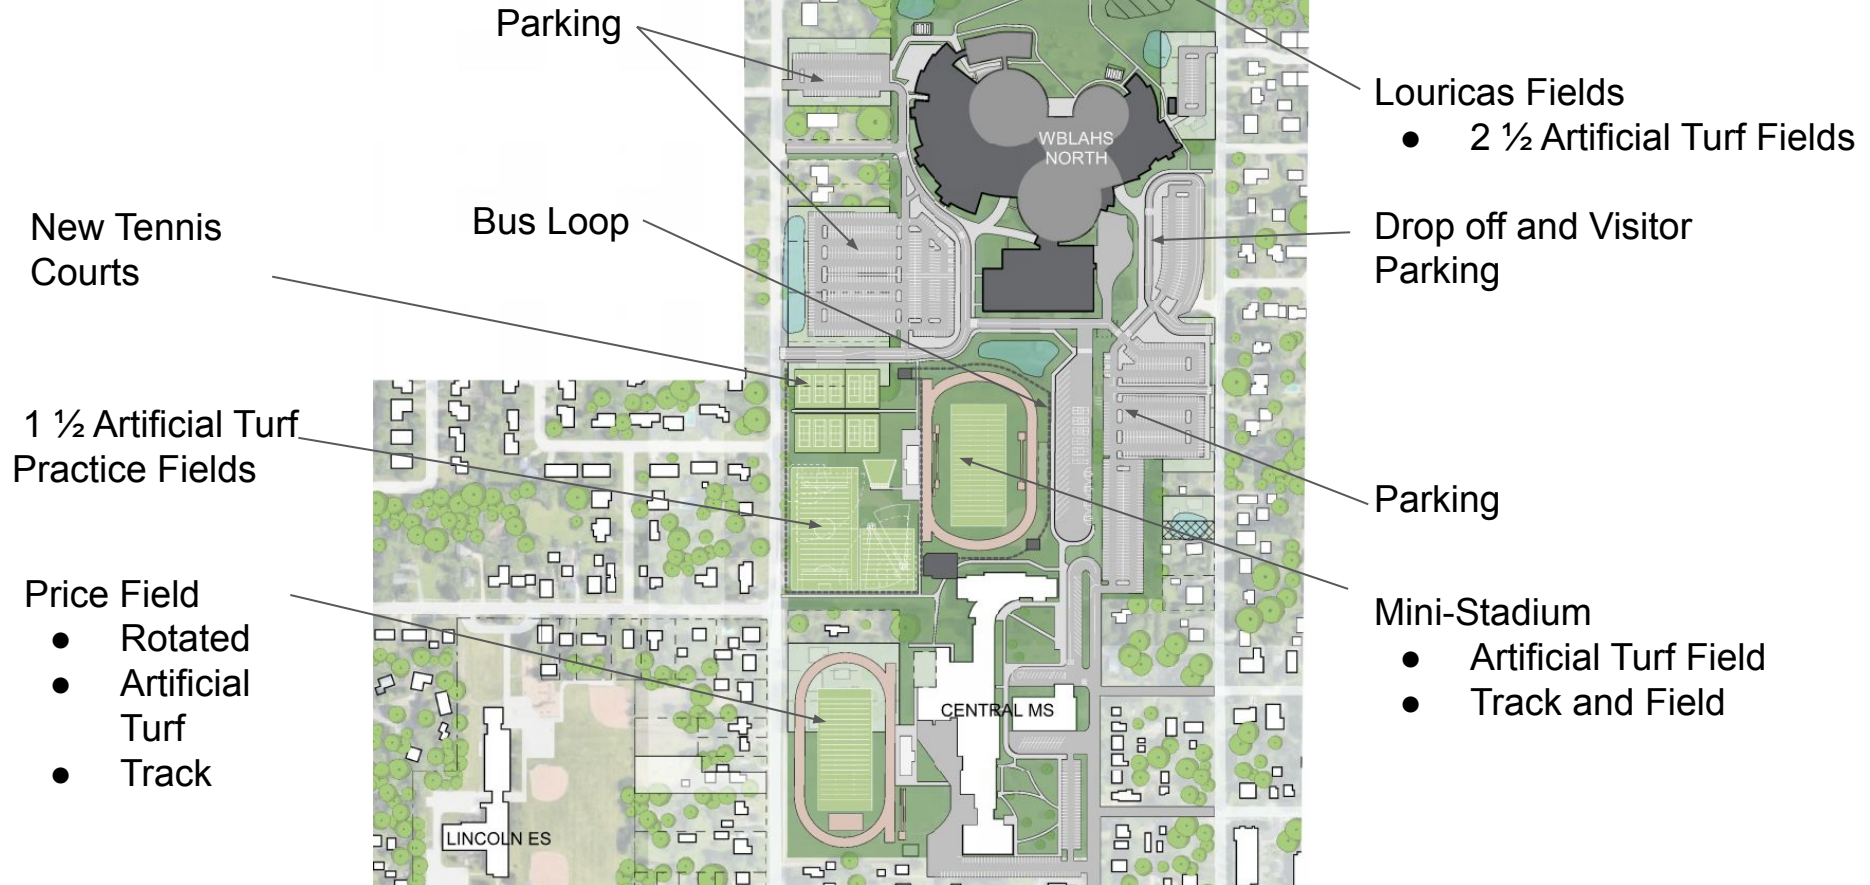 Parking
Louricas Fields
● 2 ½ Artificial Turf Fields
WBLAHS
NORTH
New Tennis
Courts
Bus Loop
Drop off and Visitor
Parking
1 ½ Artificial Turf
Practice Fields
Parking
Price Field
● Rotated
● Artificial
Turf
● Track
Mini-Stadium
● Artificial Turf Field
● Track and Field
CENTRAL MS
LINCOLN ES